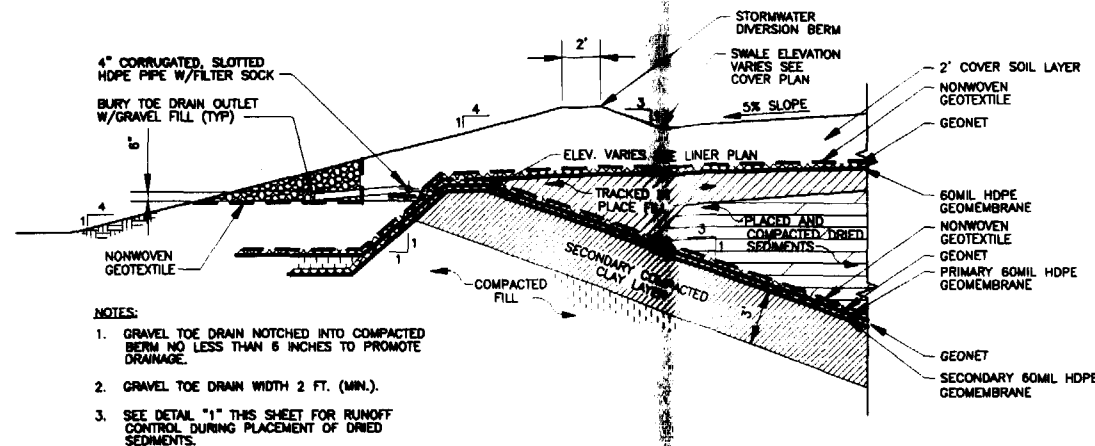 STORMWATER
DIVERSION BERM
2'
4" CORRUGATED, SLOTTED
HDPE PIPE W/FILTER SOCK
SWALE ELEVATION
VARIES SEE
COVER PLAN
2' COVER SOIL LAYER
NONWOVEN
GEOTEXTILE
BURY TOE DRAIN OUTLET
W/GRAVEL FILL (TYP)
4
1
3
1
5% SLOPE
GEONET
6"
ELEV. VARIES LINER PLAN
TRACKED IN
PLACE FILL
60MIL HDPE
GEOMEMBRANE
4
1
PLACED AND
COMPACTED DRIED
SEDIMENTS
NONWOVEN
GEOTEXTILE
NONWOVEN
GEOTEXTILE
1
1
3
1
GEONET
SECONDARY COMPACTED
CLAY LAYER
PRIMARY 60MIL HDPE
GEOMEMBRANE
COMPACTED
FILL
3'
GEONET
SECONDARY 60MIL HDPE
GEOMEMBRANE
NOTES:
1. GRAVEL TOE DRAIN NOTCHED INTO COMPACTED
BERM NO LESS THAN 6 INCHES TO PROMOTE
DRAINAGE.
2. GRAVEL TOE DRAIN WIDTH 2 FT. (MIN.).
3. SEE DETAIL "1" THIS SHEET FOR RUNOFF
CONTROL DURING PLACEMENT OF DRIED
SEDIMENTS.